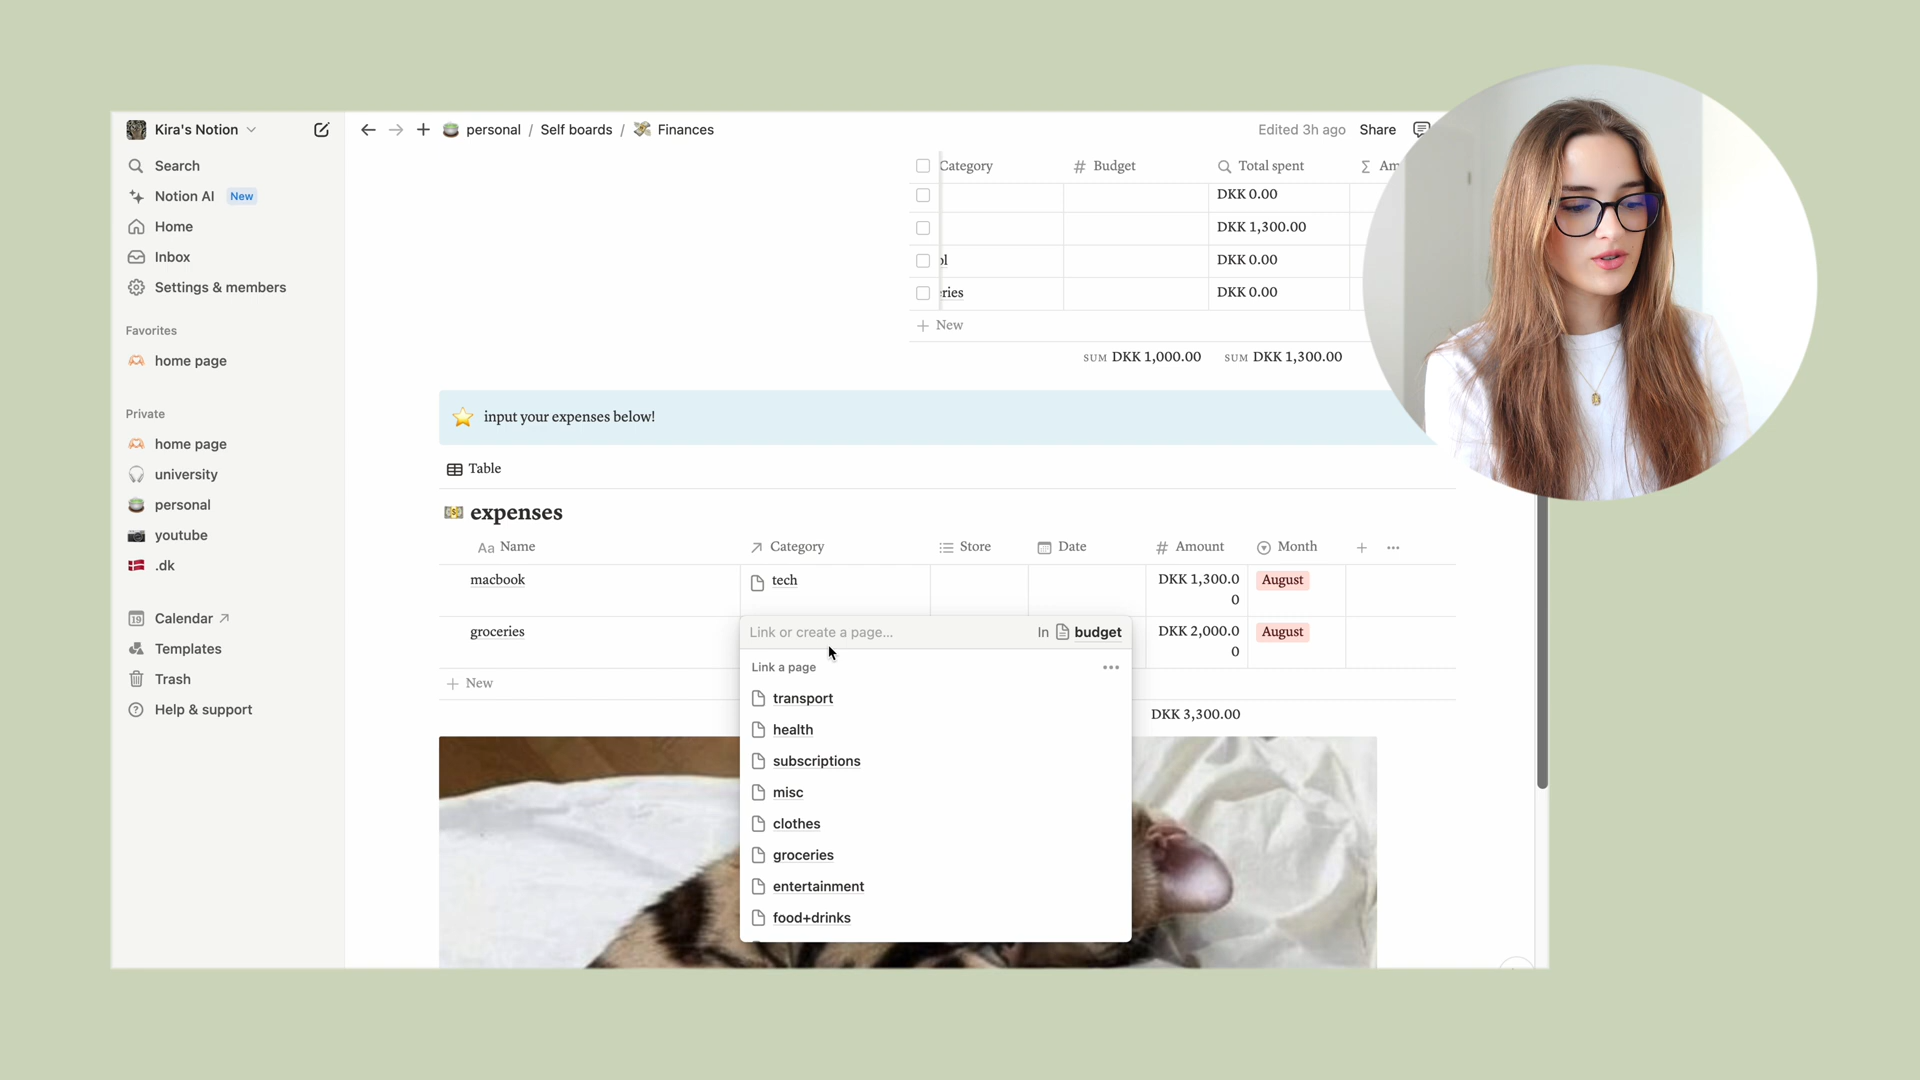 Kira's Notion
Search
Notion AI New
Home
Inbox
Settings & members
Favorites
home page
Private
home page
university
personal
youtube
.dk
19 Calendar ↗
Templates
Trash
Help & support
personal / Self boards / Finances
Edited 3h ago Share
Category # Budget Total spent Σ Am
DKK 0.00
DKK 1,300.00
ol DKK 0.00
eries DKK 0.00
+ New
SUM DKK 1,000.00 SUM DKK 1,300.00
input your expenses below!
Table
expenses
Aa Name ↗ Category Store Date # Amount Month + •••
macbook tech DKK 1,300.0
0 August
groceries DKK 2,000.0
0 August
Link or create a page... In budget
Link a page •••
transport
health
subscriptions
misc
clothes
groceries
entertainment
food+drinks
+ New
DKK 3,300.00